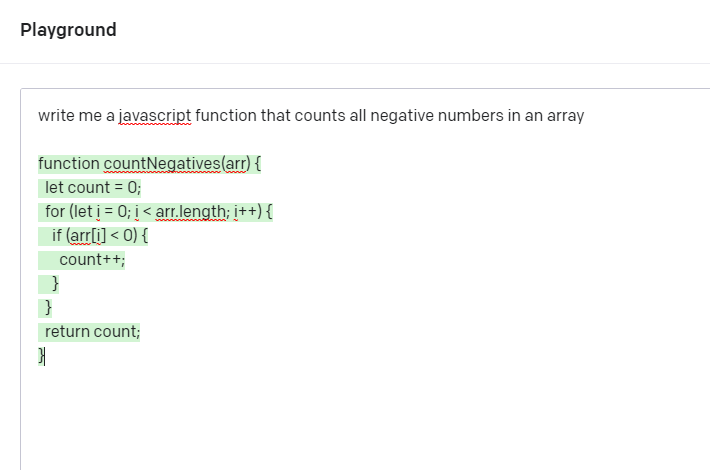 Playground
write me a javascript function that counts all negative numbers in an array
function countNegatives(arr) {
let count = 0;
for (let i = 0; i < arr.length; i++) {
if (arr[i] < 0) {
count++;
}
}
return count;
}